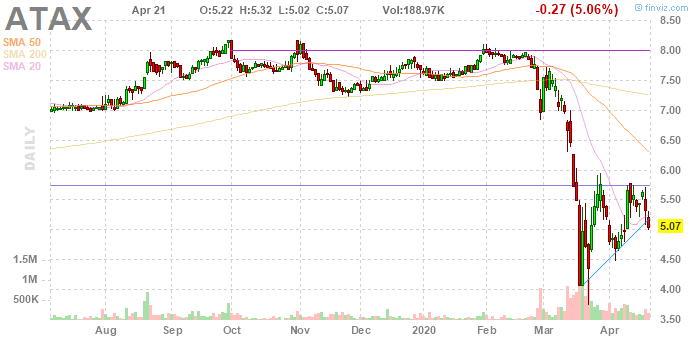 ATAX Apr 21 O:5.22 H:5.32 L:5.02 C:5.07 Vol:188.97K -0.27 (5.06%) © finviz.com
SMA 50
SMA 200
SMA 20
DAILY
8.50
8.00
7.50
7.00
6.50
6.00
5.50
5.07
4.50
4.00
3.50
1.5M
1M
500K
Aug Sep Oct Nov Dec 2020 Feb Mar Apr